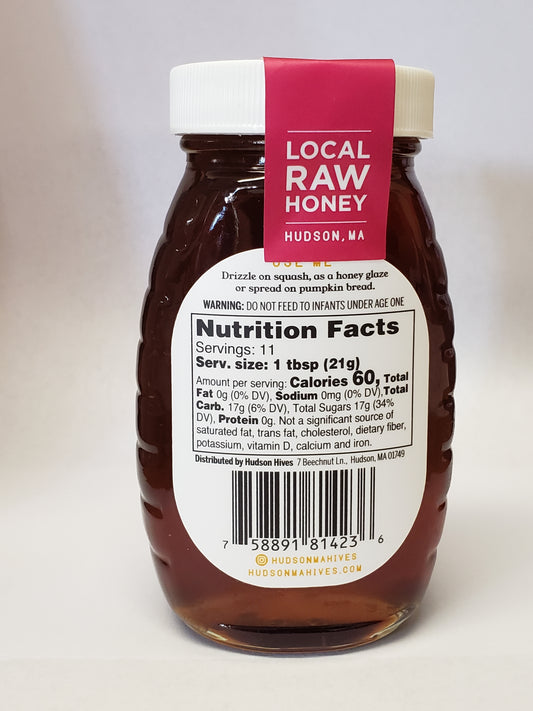 LOCAL
RAW
HONEY
HUDSON, MA
USE ME
Drizzle on squash, as a honey glaze
or spread on pumpkin bread.
WARNING: DO NOT FEED TO INFANTS UNDER AGE ONE
Nutrition Facts
Servings: 11
Serv. size: 1 tbsp (21g)
Amount per serving: Calories 60, Total
Fat 0g (0% DV), Sodium 0mg (0% DV),Total
Carb. 17g (6% DV), Total Sugars 17g (34%
DV), Protein 0g. Not a significant source of
saturated fat, trans fat, cholesterol, dietary fiber,
potassium, vitamin D, calcium and iron.
Distributed by Hudson Hives 7 Beechnut Ln., Hudson, MA 01749
7 58891 81423 6
HUDSONMAHIVES
HUDSONMAHIVES.COM